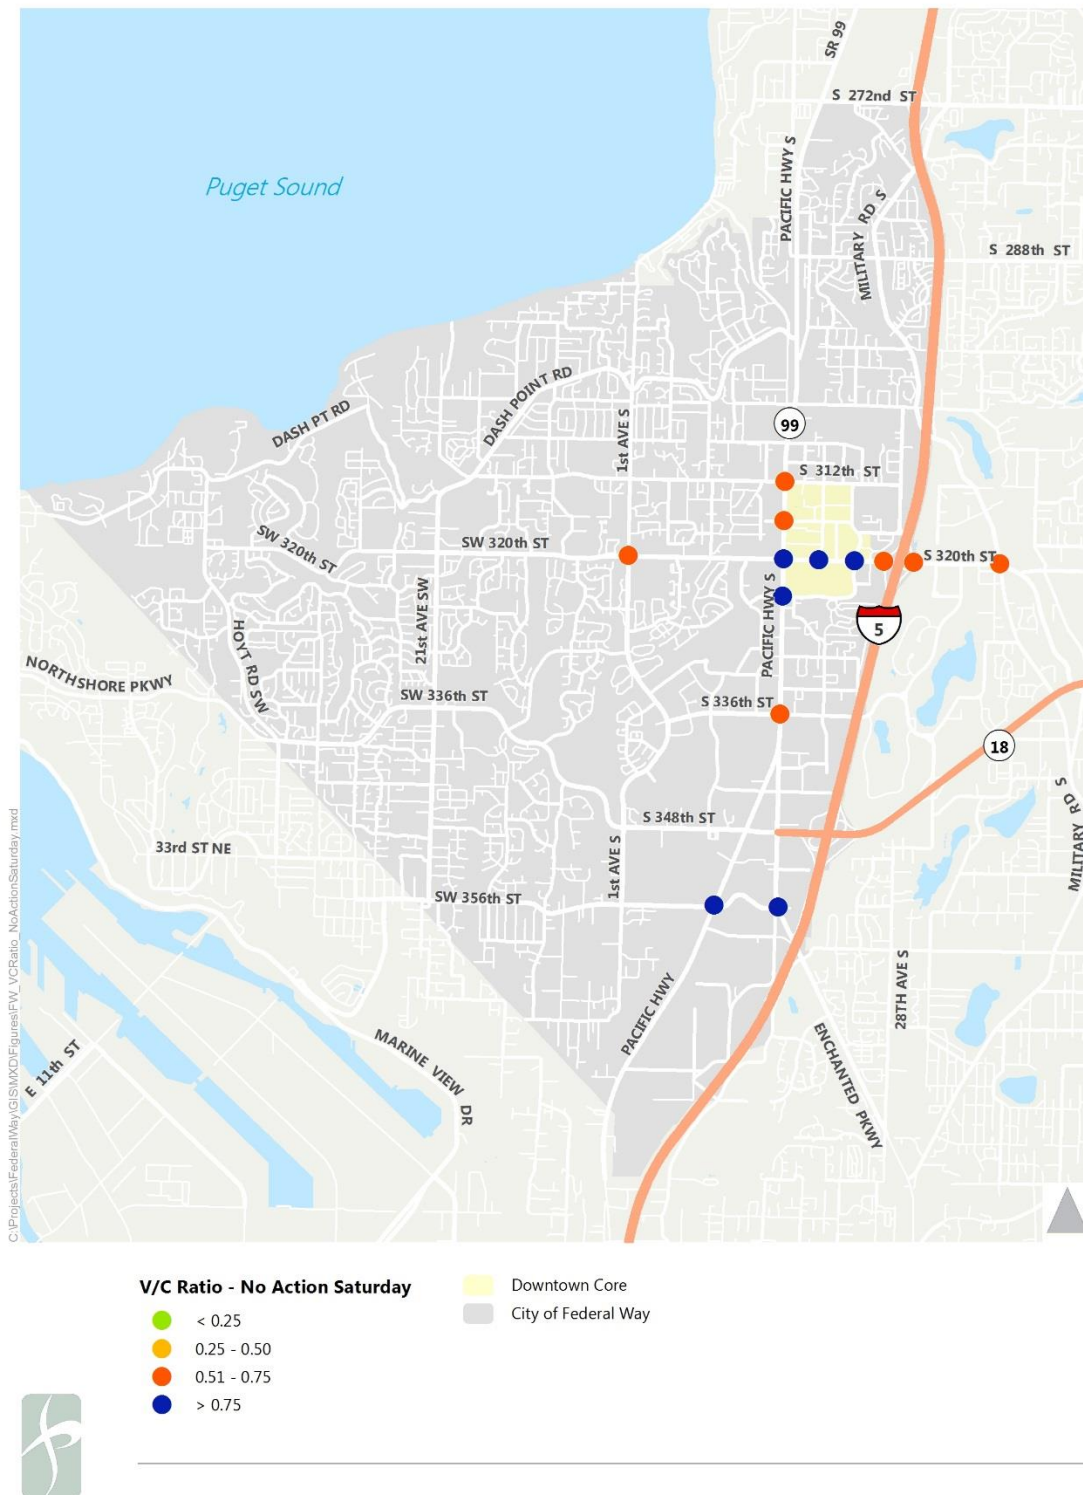 SR 99
S 272nd ST
Puget Sound
PACIFIC HWY S
MILITARY RD S
S 288th ST
DASH POINT RD
DASH PT RD
1st AVE S
99
S 312th ST
SW 320th ST
SW 320th ST
S 320th ST
21st AVE SW
PACIFIC HWY S
5
HOYT RD SW
NORTHSHORE PKWY
SW 336th ST
S 336th ST
18
MILITARY RD S
S 348th ST
33rd ST NE
1st AVE S
SW 356th ST
28TH AVE S
PACIFIC HWY
ENCHANTED PKWY
MARINE VIEW DR
E 11th ST
C:\Projects\FederalWay\GIS\MXD\Figures\FW_VCRatio_NoActionSaturday.mxd
V/C Ratio - No Action Saturday
< 0.25
0.25 - 0.50
0.51 - 0.75
> 0.75
Downtown Core
City of Federal Way